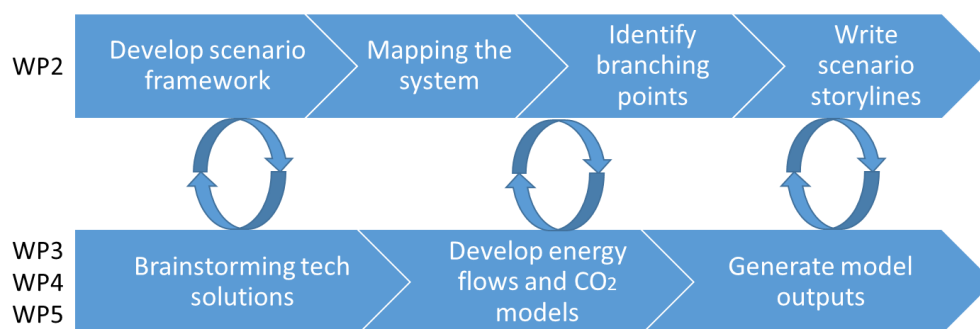 WP2
Develop scenario
framework
Mapping the
system
Identify
branching
points
Write
scenario
storylines
WP3
WP4
WP5
Brainstorming tech
solutions
Develop energy
flows and CO₂
models
Generate model
outputs